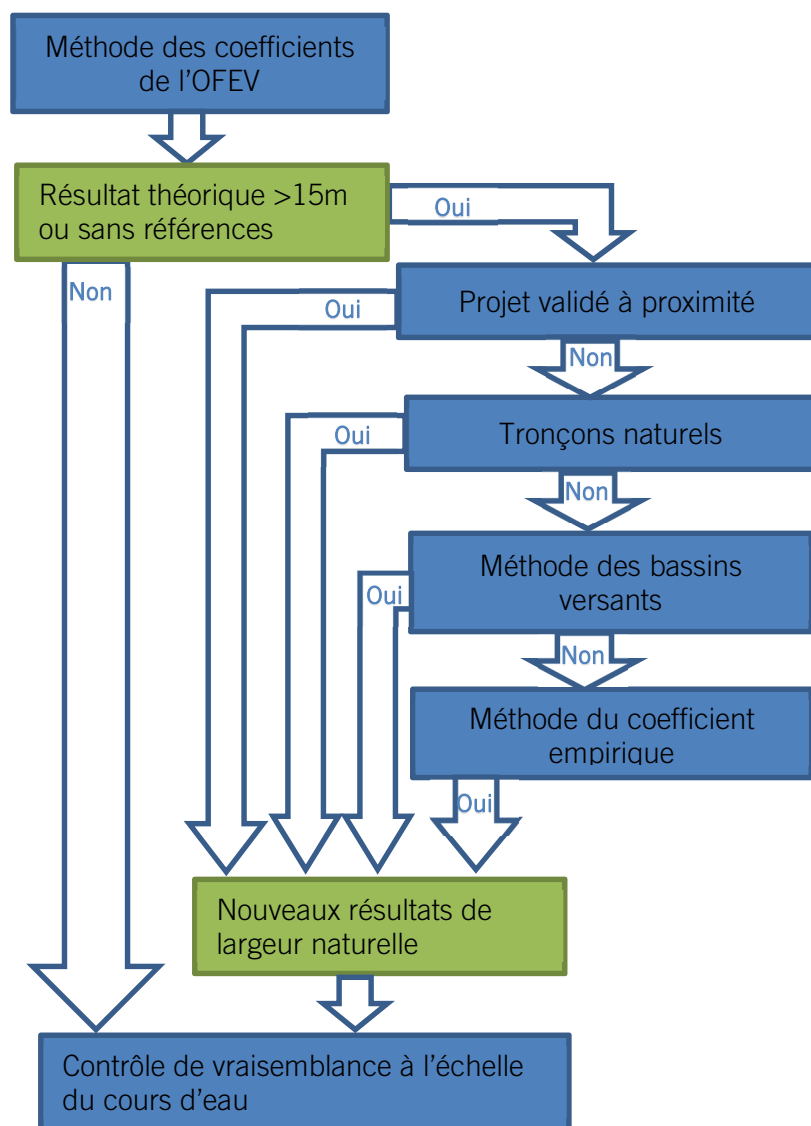 Méthode des coefficients
de l'OFEV
Résultat théorique >15m
ou sans références
Oui
Non
Projet validé à proximité
Oui
Non
Tronçons naturels
Oui
Non
Méthode des bassins
versants
Oui
Non
Méthode du coefficient
empirique
Oui
Nouveaux résultats de
largeur naturelle
Contrôle de vraisemblance à l'échelle
du cours d'eau